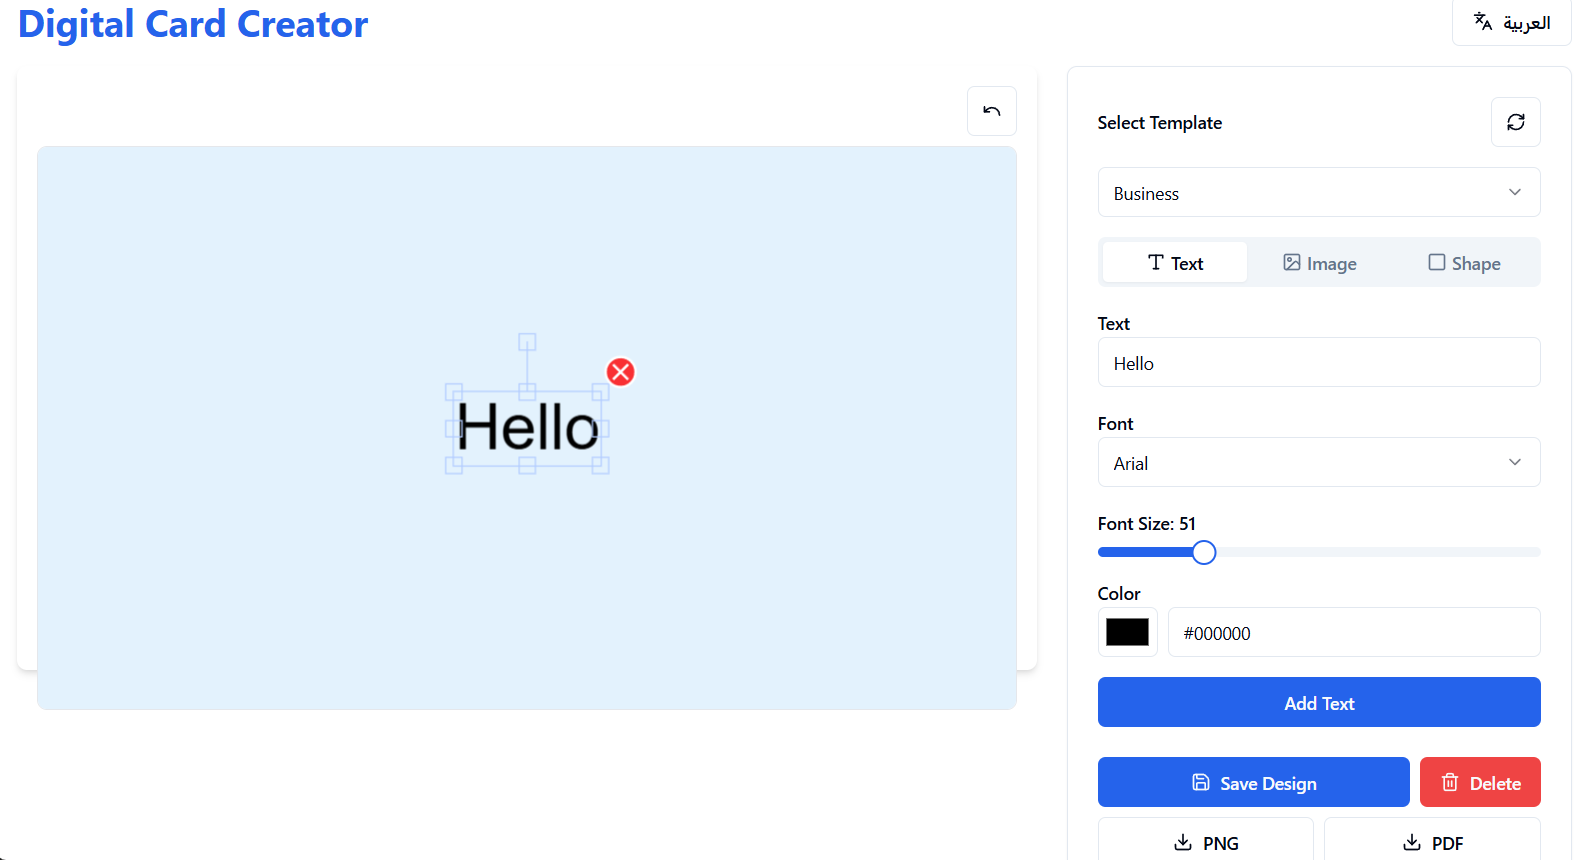 Digital Card Creator
العربية
Hello
Select Template
Business
Text
Image
Shape
Text
Hello
Font
Arial
Font Size: 51
Color
#000000
Add Text
Save Design
Delete
PNG
PDF